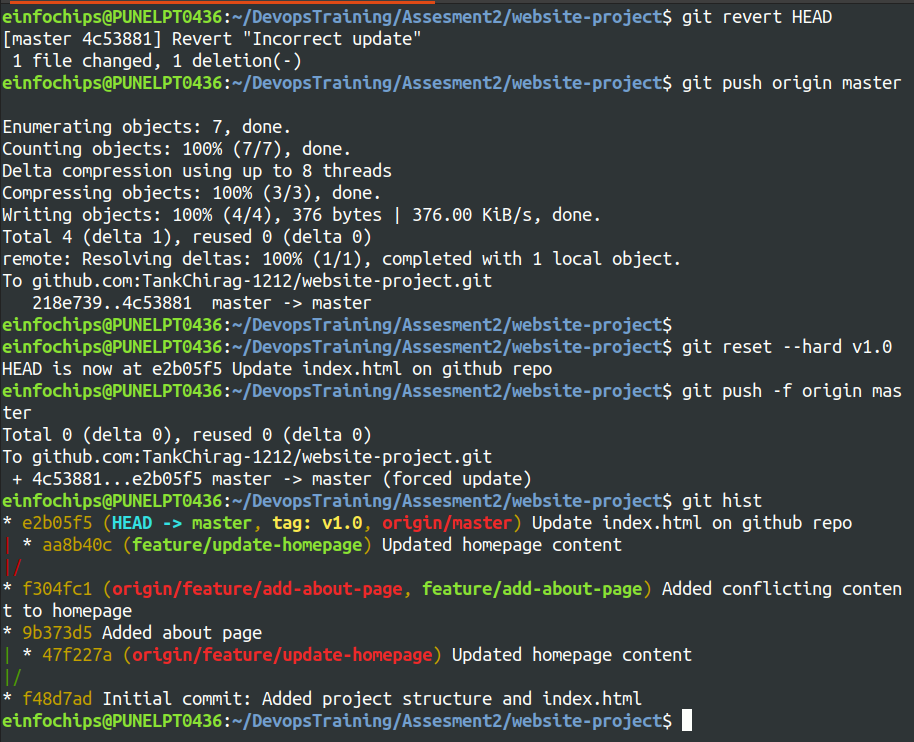 einfochips@PUNELPT0436:~/DevopsTraining/Assesment2/website-project$ git revert HEAD
[master 4c53881] Revert "Incorrect update"
 1 file changed, 1 deletion(-)
einfochips@PUNELPT0436:~/DevopsTraining/Assesment2/website-project$ git push origin master
Enumerating objects: 7, done.
Counting objects: 100% (7/7), done.
Delta compression using up to 8 threads
Compressing objects: 100% (3/3), done.
Writing objects: 100% (4/4), 376 bytes | 376.00 KiB/s, done.
Total 4 (delta 1), reused 0 (delta 0)
remote: Resolving deltas: 100% (1/1), completed with 1 local object.
To github.com:TankChirag-1212/website-project.git
   218e739..4c53881  master -> master
einfochips@PUNELPT0436:~/DevopsTraining/Assesment2/website-project$
einfochips@PUNELPT0436:~/DevopsTraining/Assesment2/website-project$ git reset --hard v1.0
HEAD is now at e2b05f5 Update index.html on github repo
einfochips@PUNELPT0436:~/DevopsTraining/Assesment2/website-project$ git push -f origin mas
ter
Total 0 (delta 0), reused 0 (delta 0)
To github.com:TankChirag-1212/website-project.git
 + 4c53881...e2b05f5 master -> master (forced update)
einfochips@PUNELPT0436:~/DevopsTraining/Assesment2/website-project$ git hist
* e2b05f5 (HEAD -> master, tag: v1.0, origin/master) Update index.html on github repo
| * aa8b40c (feature/update-homepage) Updated homepage content
|/
* f304fc1 (origin/feature/add-about-page, feature/add-about-page) Added conflicting conten
t to homepage
* 9b373d5 Added about page
| * 47f227a (origin/feature/update-homepage) Updated homepage content
|/
* f48d7ad Initial commit: Added project structure and index.html
einfochips@PUNELPT0436:~/DevopsTraining/Assesment2/website-project$